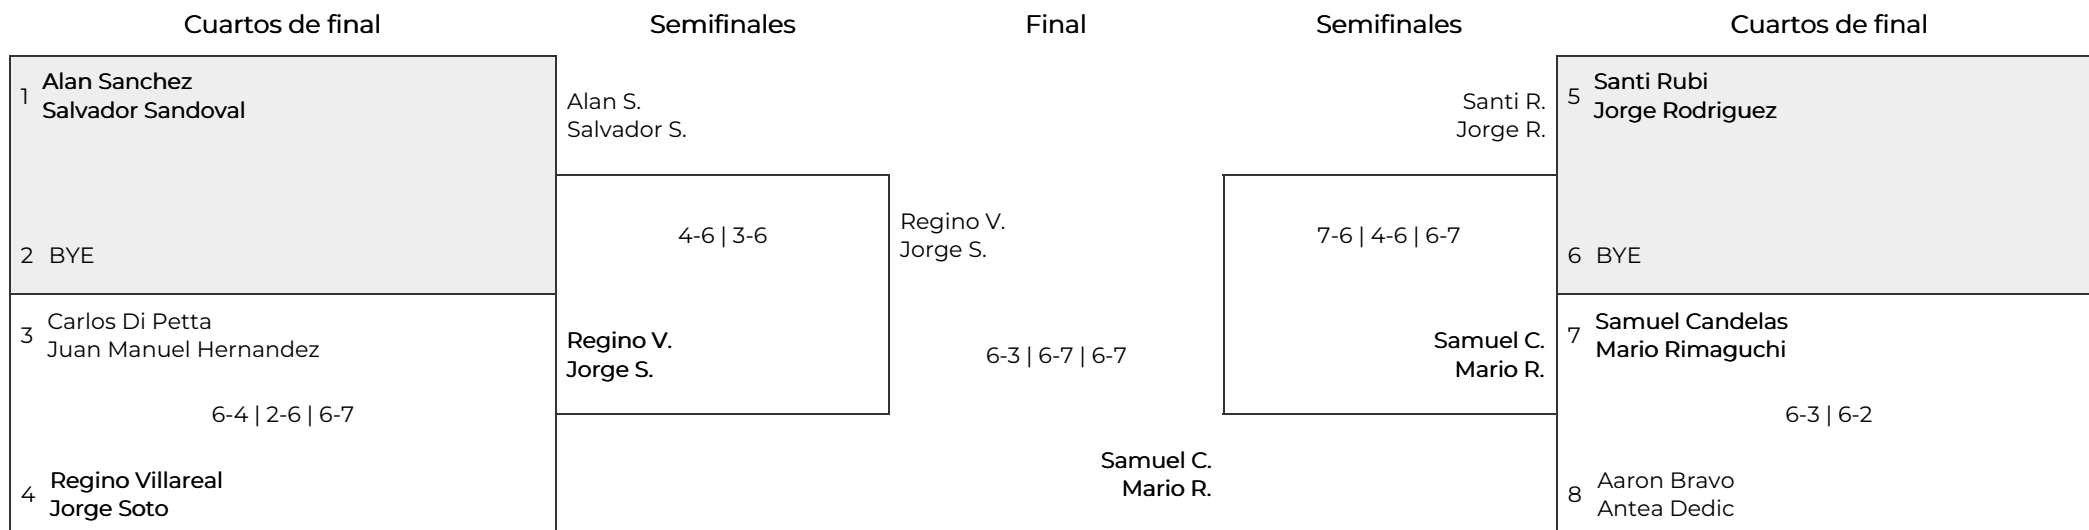 Cuartos de final
Semifinales
Final
Semifinales
Cuartos de final
1
Alan Sanchez
Salvador Sandoval
2 BYE
3
Carlos Di Petta
Juan Manuel Hernandez
6-4 | 2-6 | 6-7
4
Regino Villareal
Jorge Soto
Alan S.
Salvador S.
4-6 | 3-6
Regino V.
Jorge S.
Regino V.
Jorge S.
6-3 | 6-7 | 6-7
Samuel C.
Mario R.
Santi R.
Jorge R.
7-6 | 4-6 | 6-7
Samuel C.
Mario R.
5
Santi Rubi
Jorge Rodriguez
6 BYE
7
Samuel Candelas
Mario Rimaguchi
6-3 | 6-2
8
Aaron Bravo
Antea Dedic